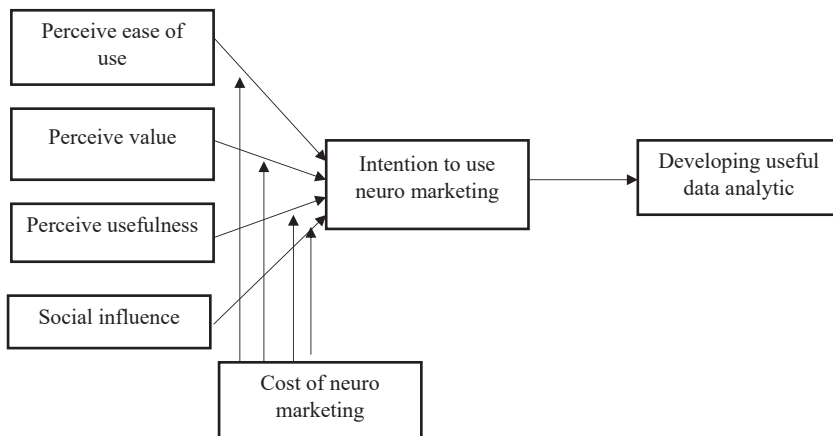 Perceive ease of
use
Perceive value
Perceive usefulness
Social influence
Intention to use
neuro marketing
Developing useful
data analytic
Cost of neuro
marketing